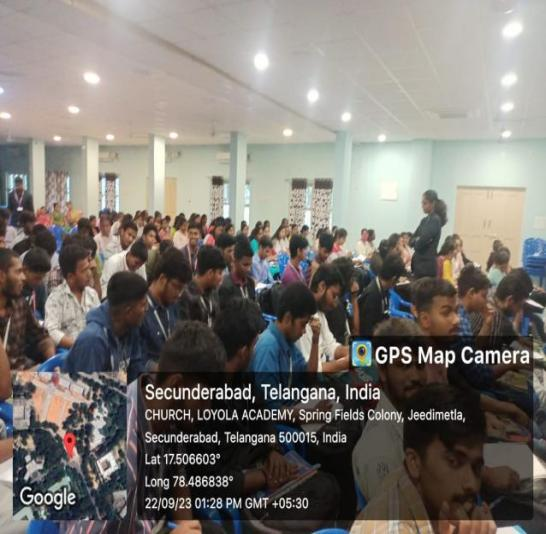 GPS Map Camera
Secunderabad, Telangana, India
CHURCH, LOYOLA ACADEMY, Spring Fields Colony, Jeedimetla,
Secunderabad, Telangana 500015, India
Lat 17.506603°
Long 78.486838°
22/09/23 01:28 PM GMT +05:30
Google